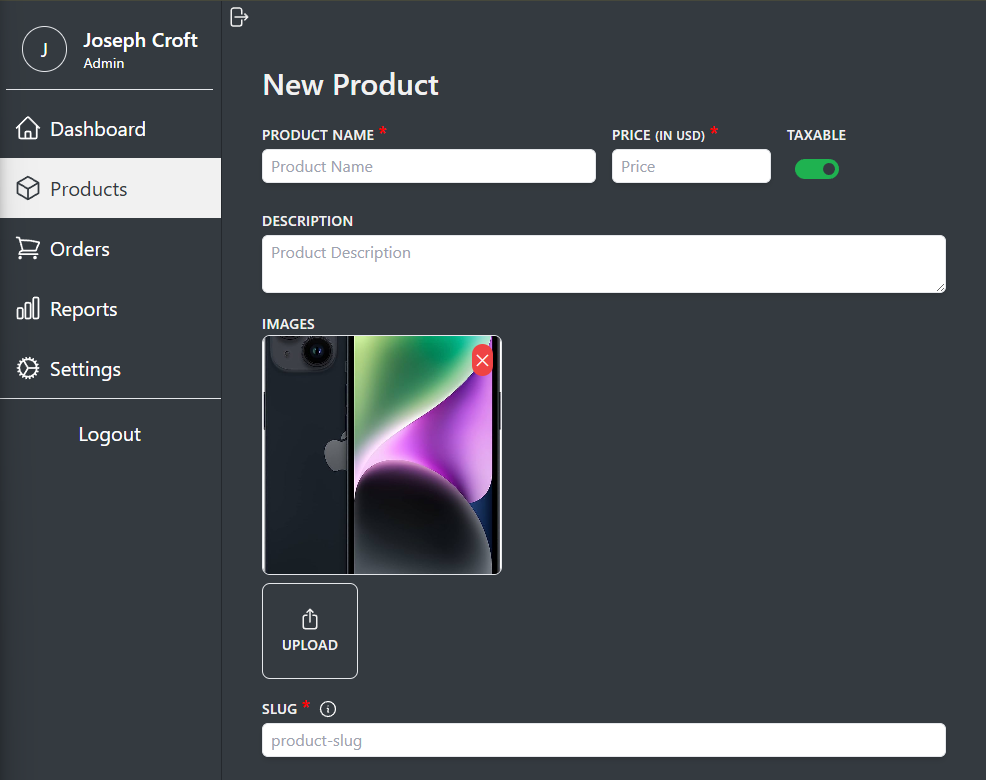 J
Joseph Croft
Admin
Dashboard
Products
Orders
Reports
Settings
Logout
New Product
PRODUCT NAME *
Product Name
PRICE (IN USD) *
Price
TAXABLE
DESCRIPTION
Product Description
IMAGES
UPLOAD
SLUG *
product-slug